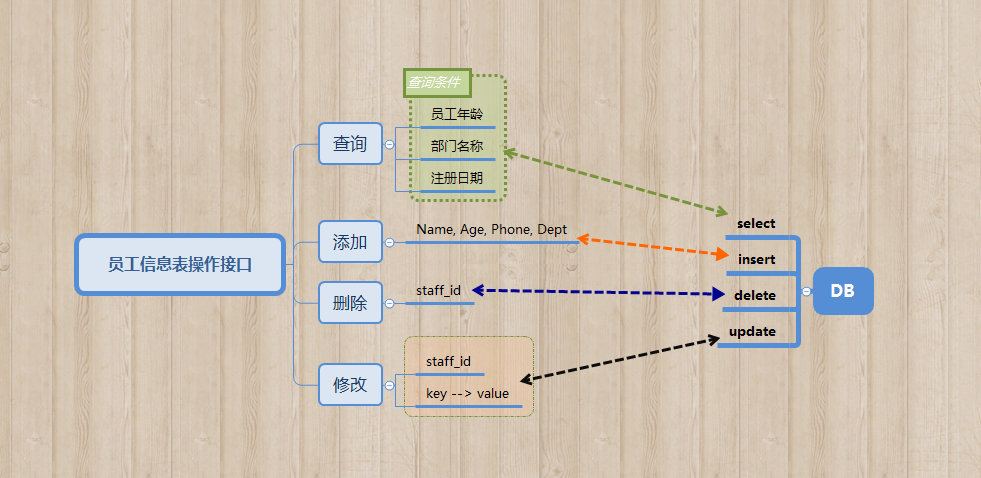 查询条件
员工年龄
部门名称
注册日期
查询
Name, Age, Phone, Dept
添加
员工信息表操作接口
staff_id
删除
staff_id
key --> value
修改
select
insert
delete
update
DB